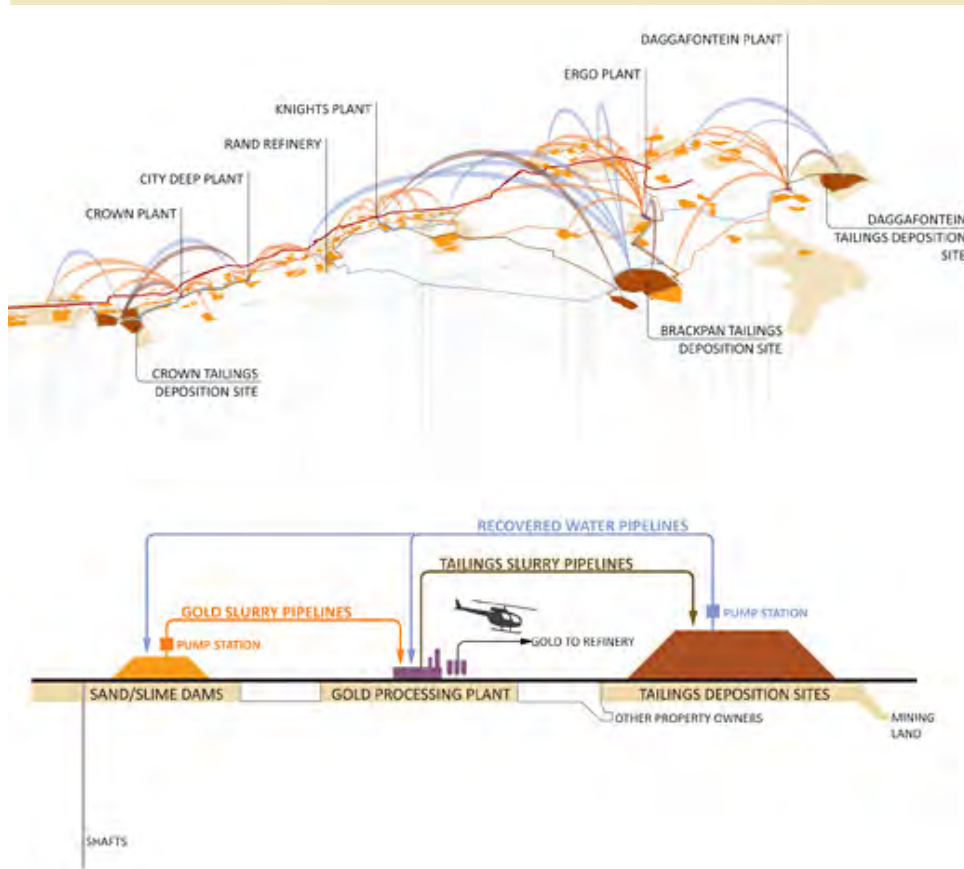 DAGGAFONTEIN PLANT
ERGO PLANT
KNIGHTS PLANT
RAND REFINERY
CITY DEEP PLANT
CROWN PLANT
DAGGAFONTEIN
TAILINGS DEPOSITION
SITE
BRACKPAN TAILINGS
DEPOSITION SITE
CROWN TAILINGS
DEPOSITION SITE
RECOVERED WATER PIPELINES
TAILINGS SLURRY PIPELINES
GOLD SLURRY PIPELINES
PUMP STATION
PUMP STATION
GOLD TO REFINERY
SAND/SLIME DAMS
GOLD PROCESSING PLANT
TAILINGS DEPOSITION SITES
OTHER PROPERTY OWNERS
MINING
LAND
SHAFTS